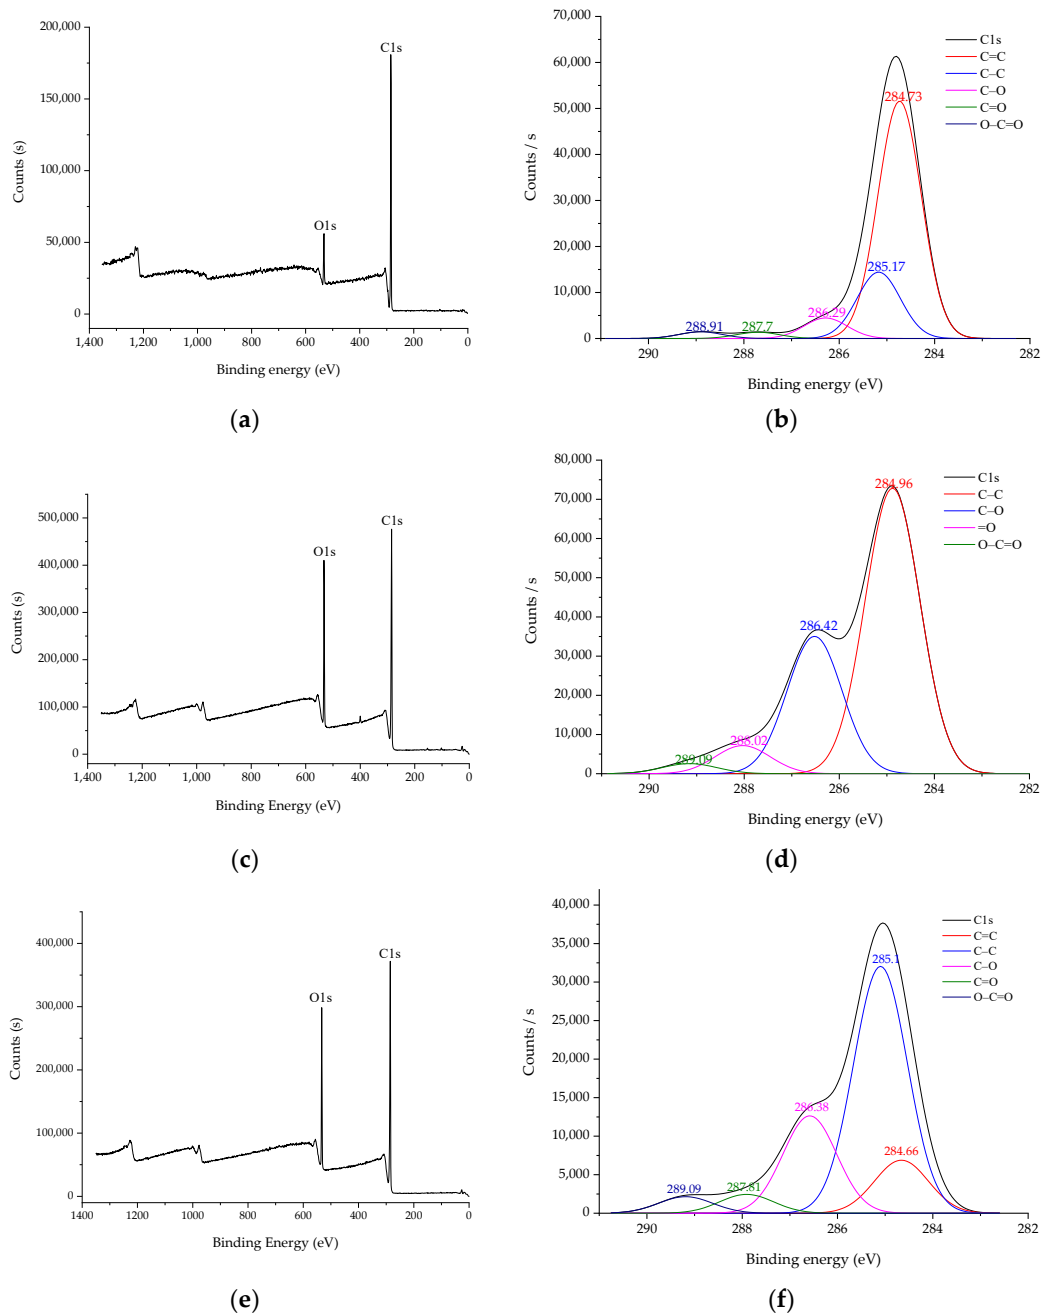 200,000
150,000
100,000
50,000
0
Counts (s)
C1s
O1s
1,400 1,200 1,000 800 600 400 200 0
Binding energy (eV)
(a)
70,000
60,000
50,000
40,000
30,000
20,000
10,000
0
Counts / s
C1s
C=C
C–C
C–O
C=O
O–C=O
284.73
285.17
286.29
287.7
288.91
290 288 286 284 282
Binding energy (eV)
(b)
500,000
400,000
300,000
200,000
100,000
0
Counts (s)
C1s
O1s
1,400 1,200 1,000 800 600 400 200 0
Binding Energy (eV)
(c)
80,000
70,000
60,000
50,000
40,000
30,000
20,000
10,000
0
Counts / s
C1s
C–C
C–O
=O
O–C=O
284.96
286.42
288.02
289.09
290 288 286 284 282
Binding energy (eV)
(d)
400,000
300,000
200,000
100,000
0
Counts (s)
C1s
O1s
1400 1200 1000 800 600 400 200 0
Binding Energy (eV)
(e)
40,000
35,000
30,000
25,000
20,000
15,000
10,000
5,000
0
Counts / s
C1s
C=C
C–C
C–O
C=O
O–C=O
285.1
286.38
284.66
287.81
289.09
290 288 286 284 282
Binding energy (eV)
(f)